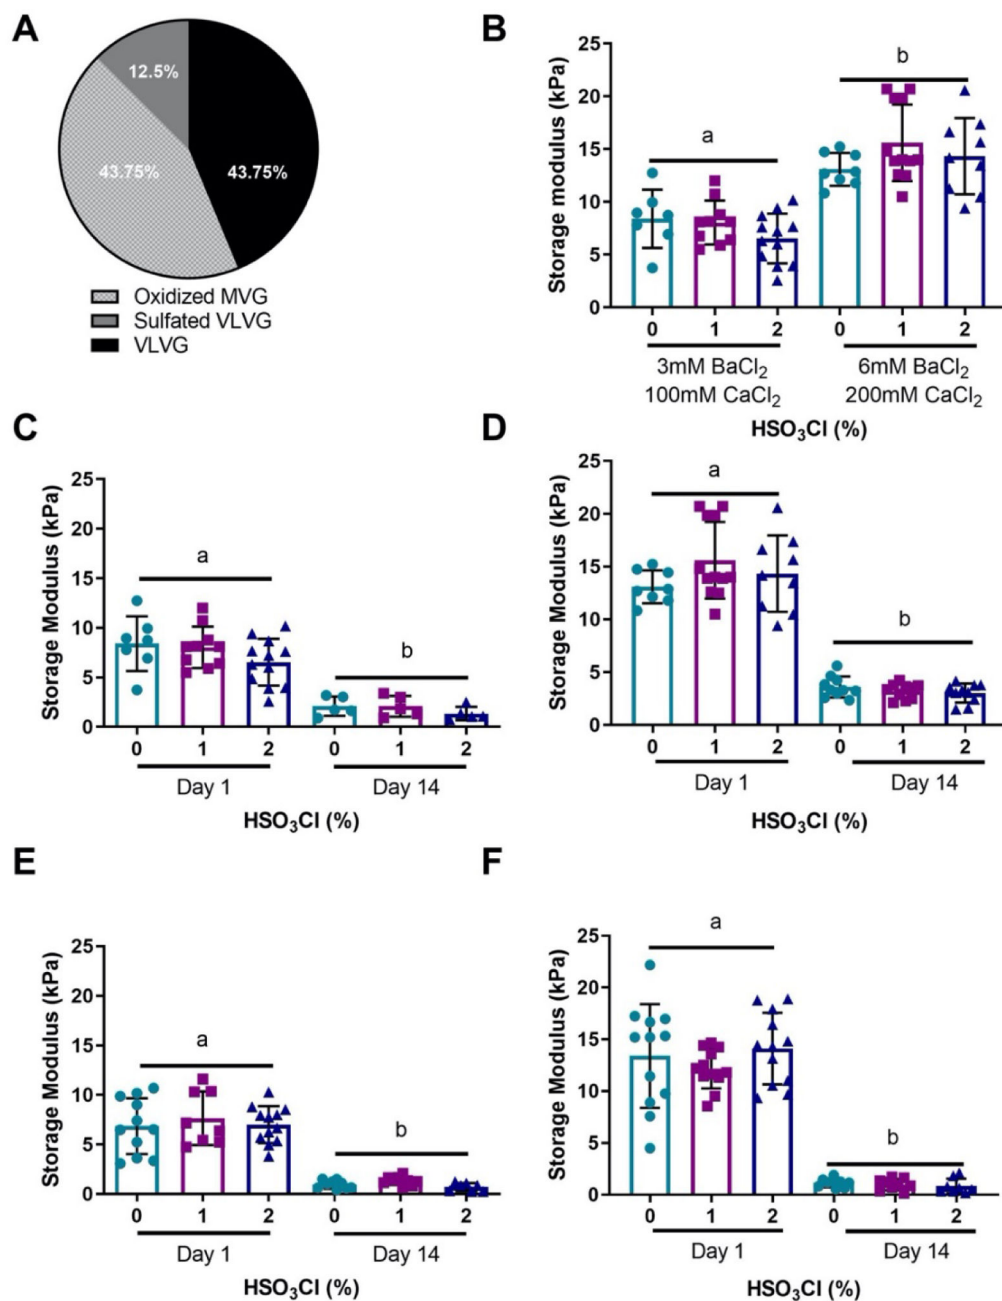 A
12.5%
43.75%
43.75%
Oxidized MVG
Sulfated VLVG
VLVG
B
Storage modulus (kPa)
25
20
15
10
5
0
a
b
0 1 2 0 1 2
3mM BaCl₂ 6mM BaCl₂
100mM CaCl₂ 200mM CaCl₂
HSO₃Cl (%)
C
Storage Modulus (kPa)
25
20
15
10
5
0
a
b
0 1 2 0 1 2
Day 1 Day 14
HSO₃Cl (%)
D
Storage Modulus (kPa)
25
20
15
10
5
0
a
b
0 1 2 0 1 2
Day 1 Day 14
HSO₃Cl (%)
E
Storage Modulus (kPa)
25
20
15
10
5
0
a
b
0 1 2 0 1 2
Day 1 Day 14
HSO₃Cl (%)
F
Storage Modulus (kPa)
25
20
15
10
5
0
a
b
0 1 2 0 1 2
Day 1 Day 14
HSO₃Cl (%)